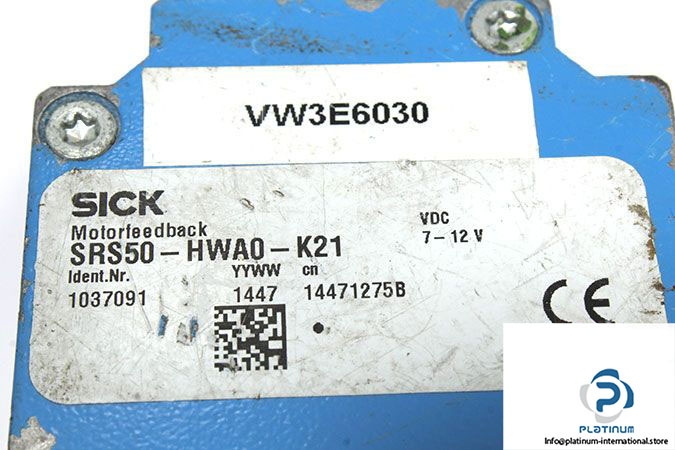 VW3E6030
SICK
Motorfeedback
SRS50-HWA0-K21
VDC
7-12 V
Ident.Nr.
YYWW cn
1037091
1447 14471275B
CE
PLATINUM
Info@platinum-international.store